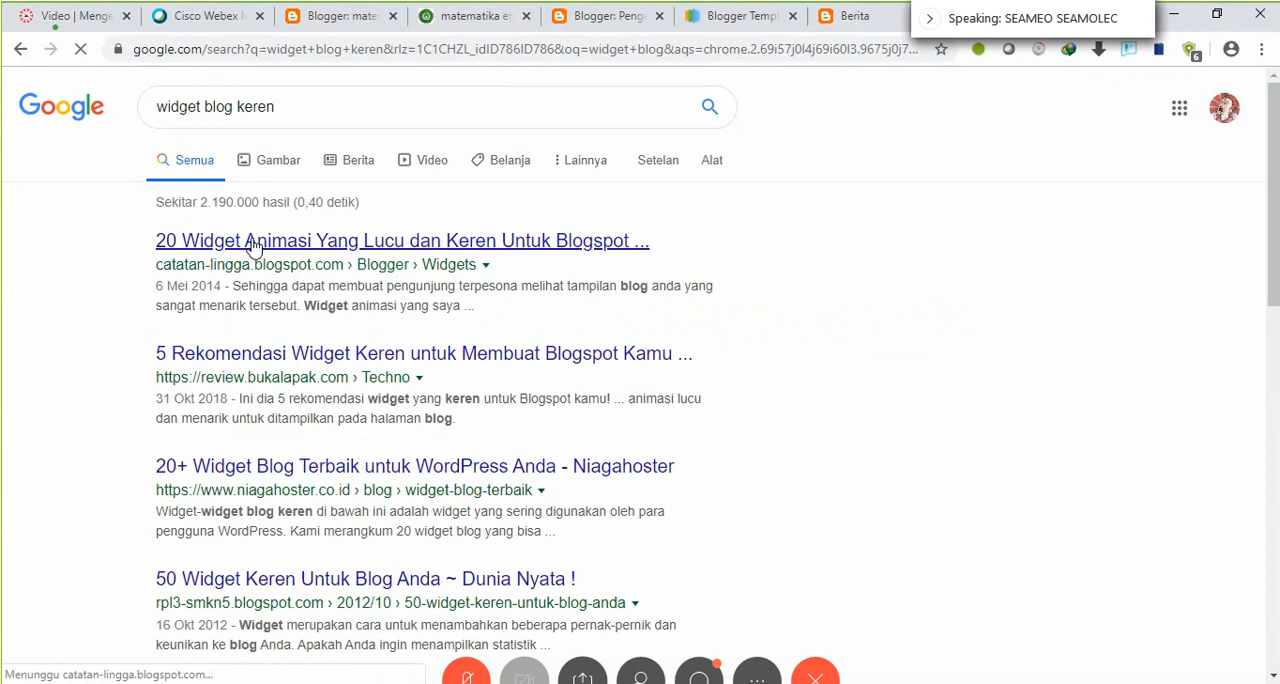 Video | Menge
Cisco Webex M
Blogger: mate
matematika en
Blogger: Peng
Blogger Temp
Berita
Speaking: SEAMEO SEAMOLEC
google.com/search?q=widget+blog+keren&rlz=1C1CHZL_idID786ID786&oq=widget+blog&aqs=chrome.2.69i57j0l4j69i60l3.9675j0j7...
6
Google
widget blog keren
Semua
Gambar
Berita
Video
Belanja
Lainnya
Setelan
Alat
Sekitar 2.190.000 hasil (0,40 detik)
20 Widget Animasi Yang Lucu dan Keren Untuk Blogspot ...
catatan-lingga.blogspot.com › Blogger › Widgets
6 Mei 2014 - Sehingga dapat membuat pengunjung terpesona melihat tampilan blog anda yang
sangat menarik tersebut. Widget animasi yang saya ...
5 Rekomendasi Widget Keren untuk Membuat Blogspot Kamu ...
https://review.bukalapak.com › Techno
31 Okt 2018 - Ini dia 5 rekomendasi widget yang keren untuk Blogspot kamu! ... animasi lucu
dan menarik untuk ditampilkan pada halaman blog.
20+ Widget Blog Terbaik untuk WordPress Anda - Niagahoster
https://www.niagahoster.co.id › blog › widget-blog-terbaik
Widget-widget blog keren di bawah ini adalah widget yang sering digunakan oleh para
pengguna WordPress. Kami merangkum 20 widget blog yang bisa ...
50 Widget Keren Untuk Blog Anda ~ Dunia Nyata !
rpl3-smkn5.blogspot.com › 2012/10 › 50-widget-keren-untuk-blog-anda
16 Okt 2012 - Widget merupakan cara untuk menambahkan beberapa pernak-pernik dan
keunikan ke blog Anda. Apakah Anda ingin menampilkan statistik ...
Menunggu catatan-lingga.blogspot.com...